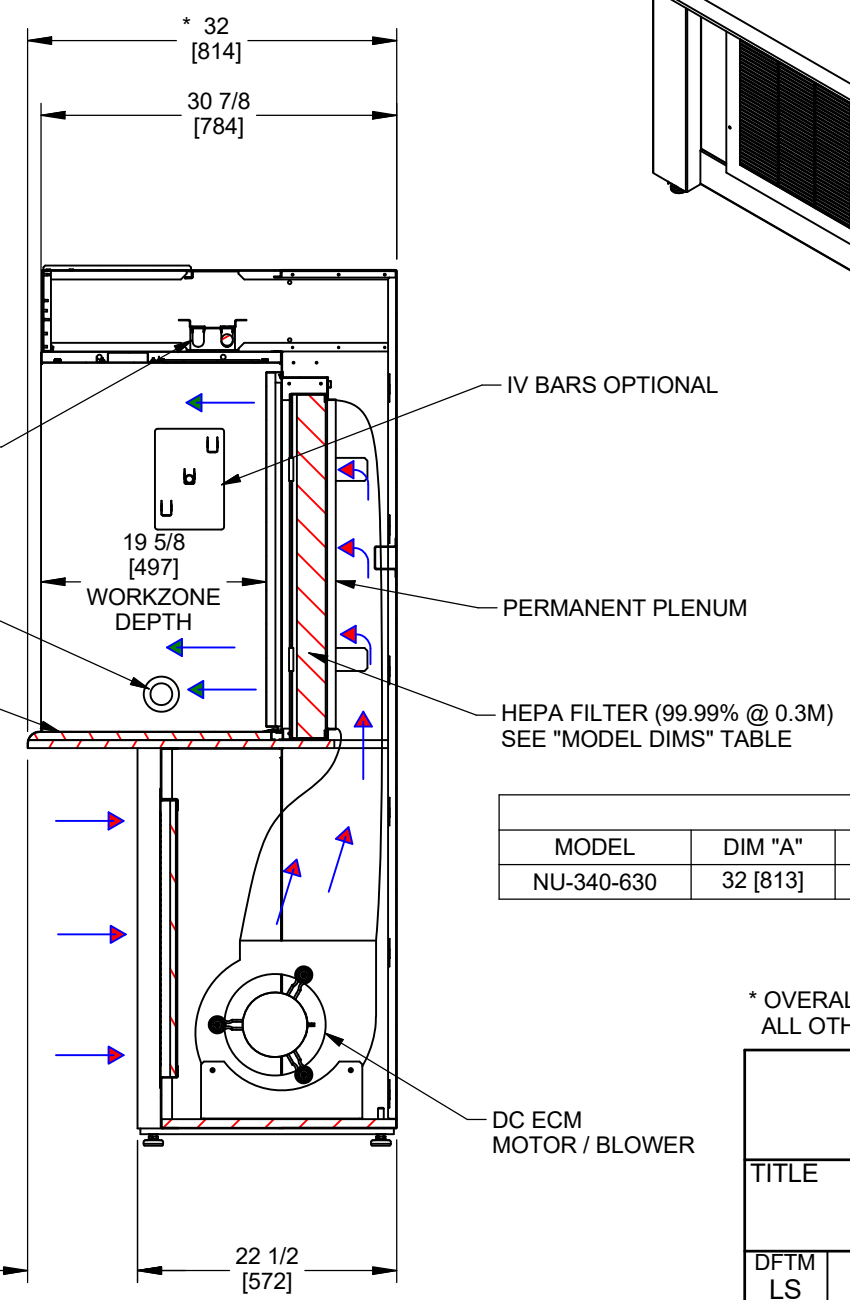 * 32
[814]
30 7/8
[784]
IV BARS OPTIONAL
19 5/8
[497]
WORKZONE
DEPTH
PERMANENT PLENUM
HEPA FILTER (99.99% @ 0.3M)
SEE "MODEL DIMS" TABLE
MODEL DIM "A"
NU-340-630 32 [813]
* OVERAL
ALL OTH
DC ECM
MOTOR / BLOWER
TITLE
22 1/2
[572]
DFTM
LS